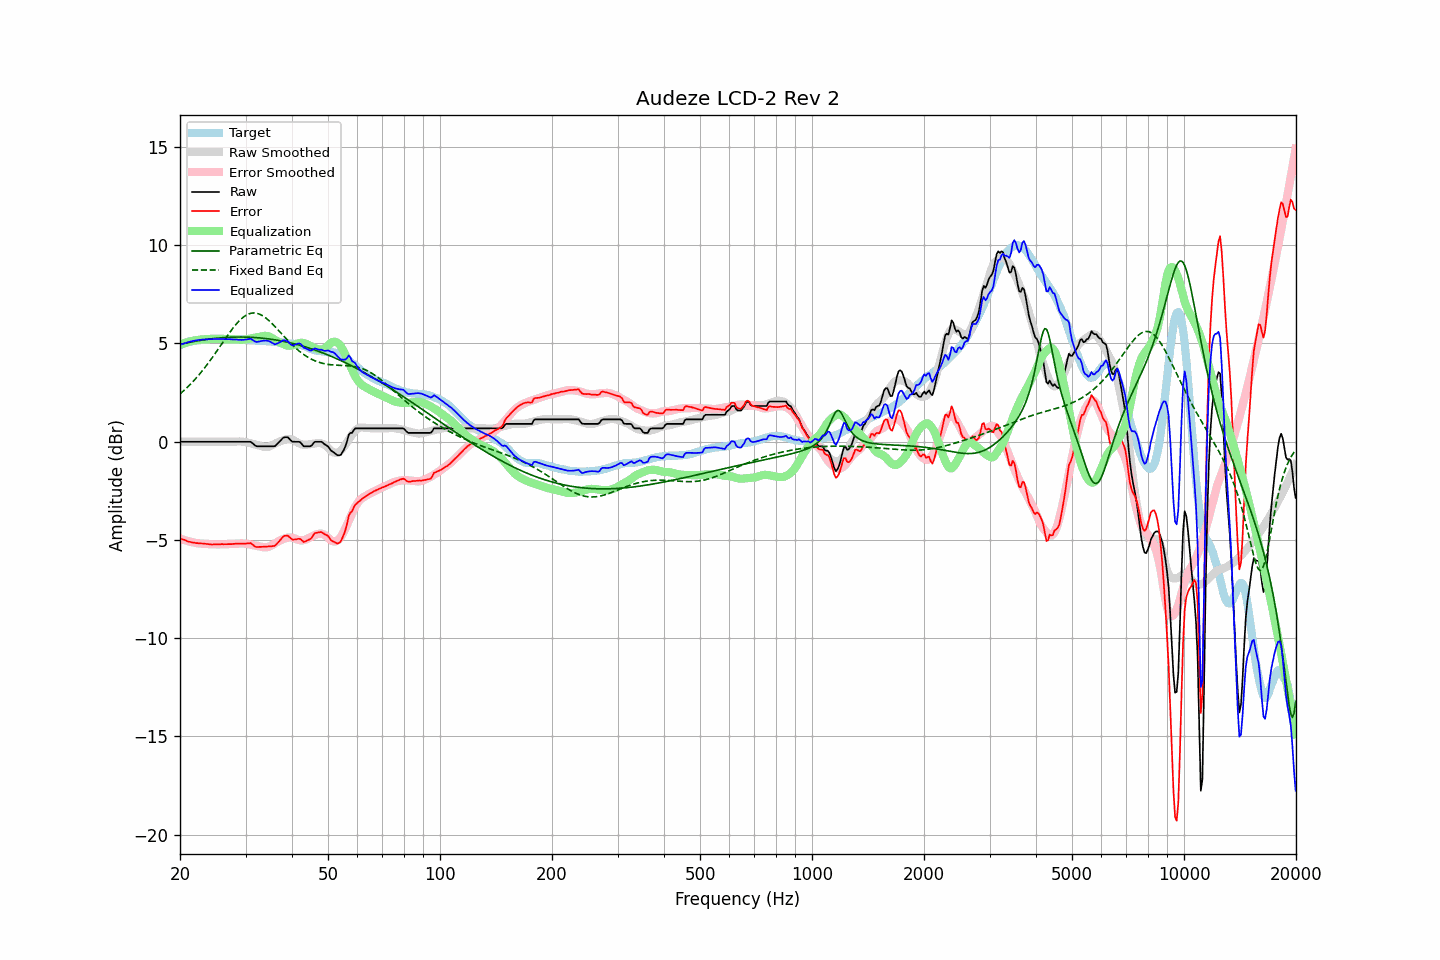 Audeze LCD-2 Rev 2
Target
Raw Smoothed
Error Smoothed
Raw
Error
Equalization
Parametric Eq
Fixed Band Eq
Equalized
Amplitude (dBr)
15
10
5
0
−5
−10
−15
−20
20 50 100 200 500 1000 2000 5000 10000 20000
Frequency (Hz)